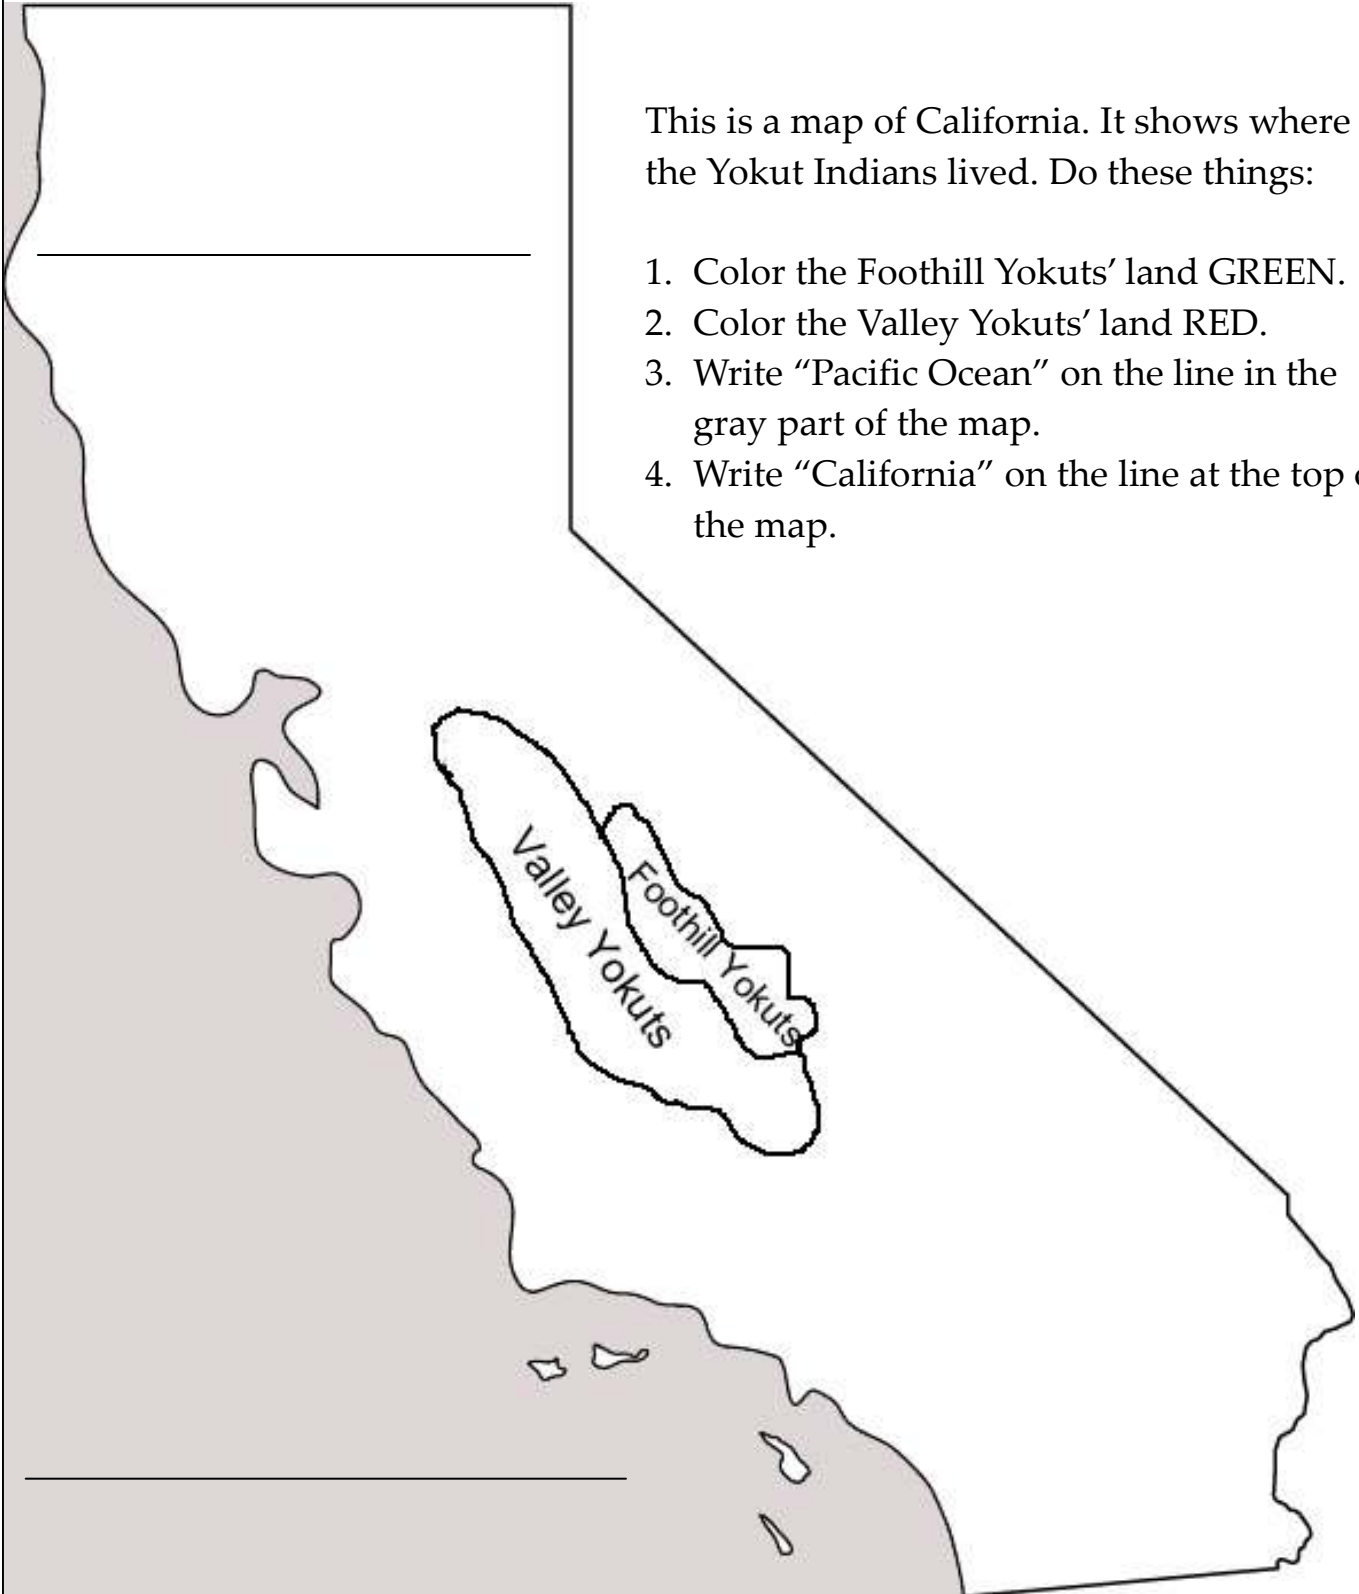 This is a map of California. It shows where
the Yokut Indians lived. Do these things:
1. Color the Foothill Yokuts’ land GREEN.
2. Color the Valley Yokuts’ land RED.
3. Write “Pacific Ocean” on the line in the
gray part of the map.
4. Write “California” on the line at the top
the map.
Valley Yokuts
Foothill Yokuts